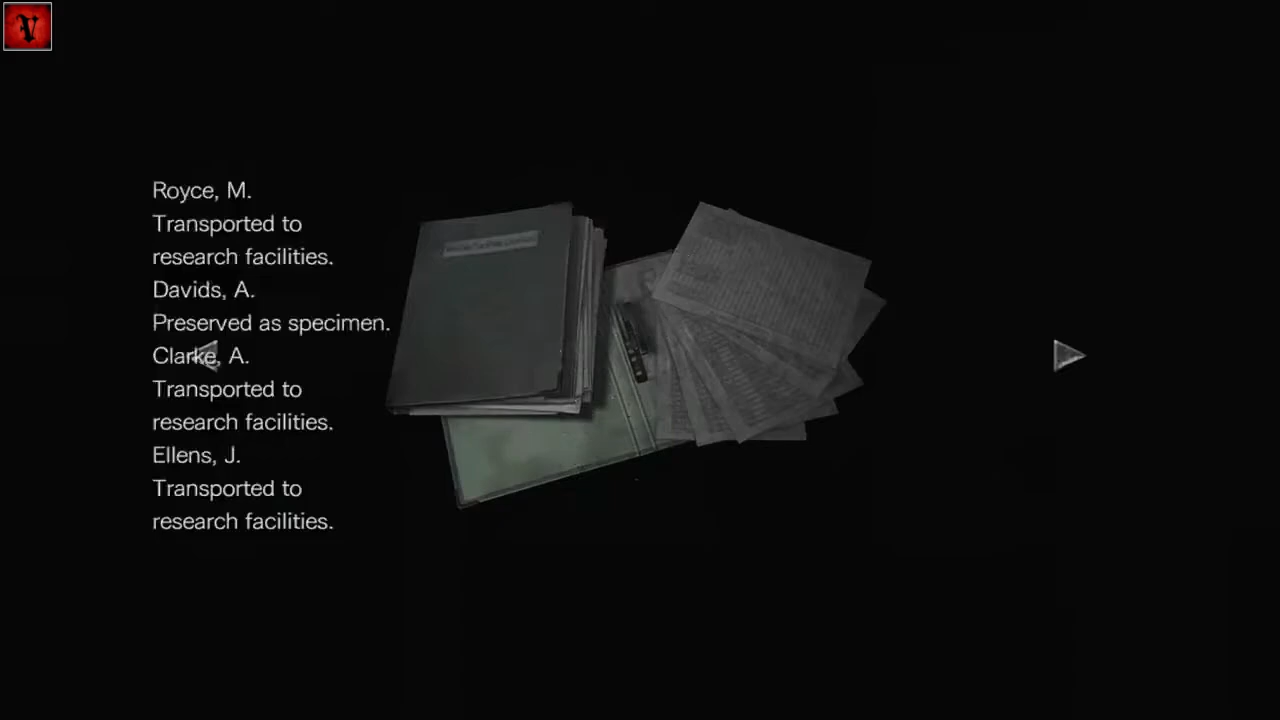 Royce, M.
Transported to
research facilities.
Davids, A.
Preserved as specimen.
Clarke, A.
Transported to
research facilities.
Ellens, J.
Transported to
research facilities.
V